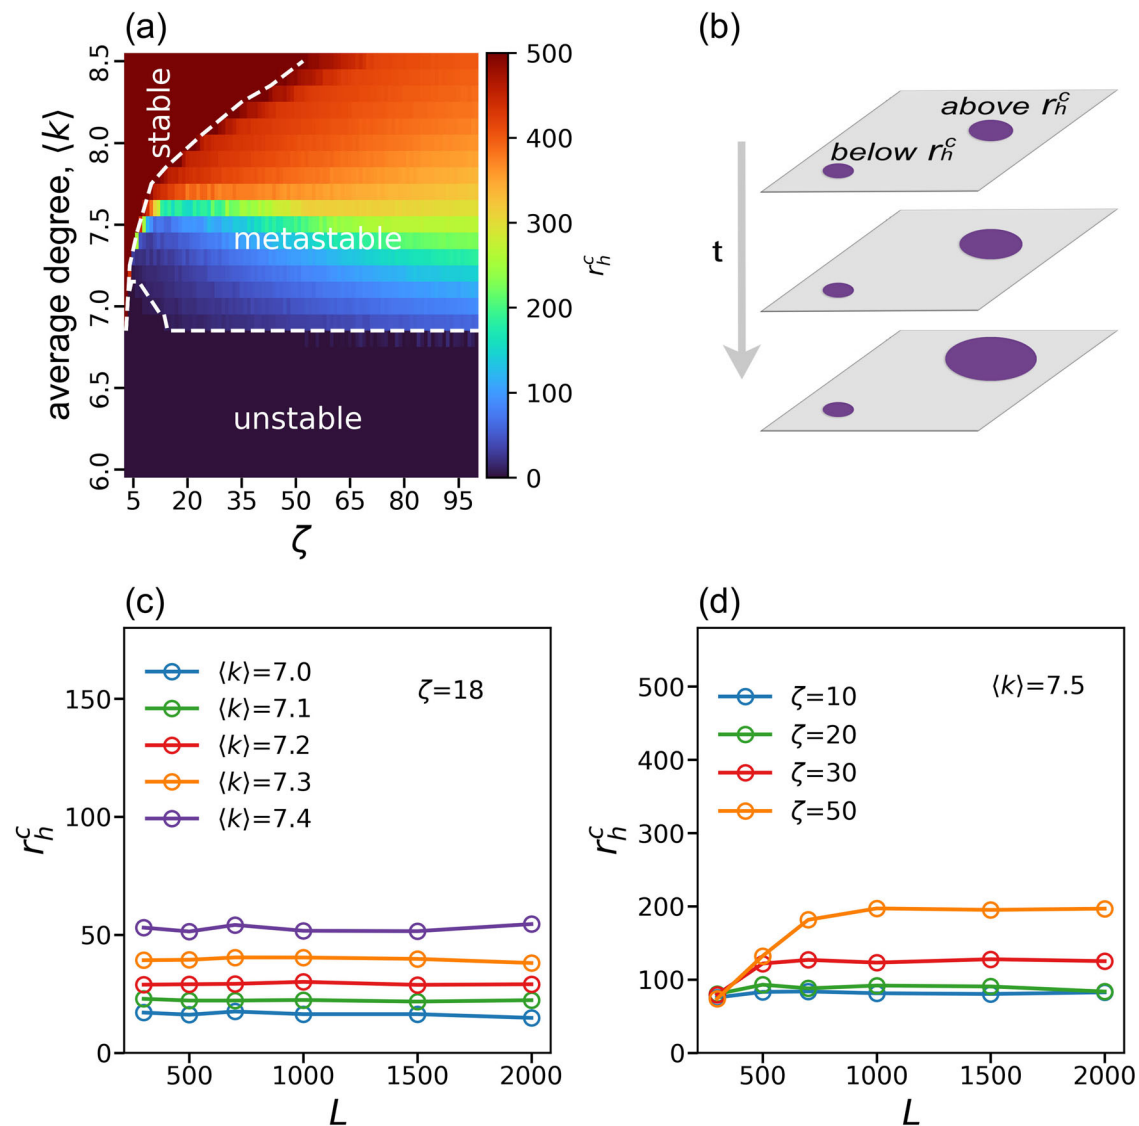 (a)
8.5
8.0
7.5
7.0
6.5
6.0
average degree, ⟨k⟩
stable
metastable
unstable
5 20 35 50 65 80 95
ζ
500
400
300
200
100
0
r_h^c
(b)
above r_h^c
below r_h^c
t
(c)
⟨k⟩=7.0
⟨k⟩=7.1
⟨k⟩=7.2
⟨k⟩=7.3
⟨k⟩=7.4
ζ=18
150
100
50
0
r_h^c
500 1000 1500 2000
L
(d)
ζ=10
ζ=20
ζ=30
ζ=50
⟨k⟩=7.5
500
400
300
200
100
0
r_h^c
500 1000 1500 2000
L